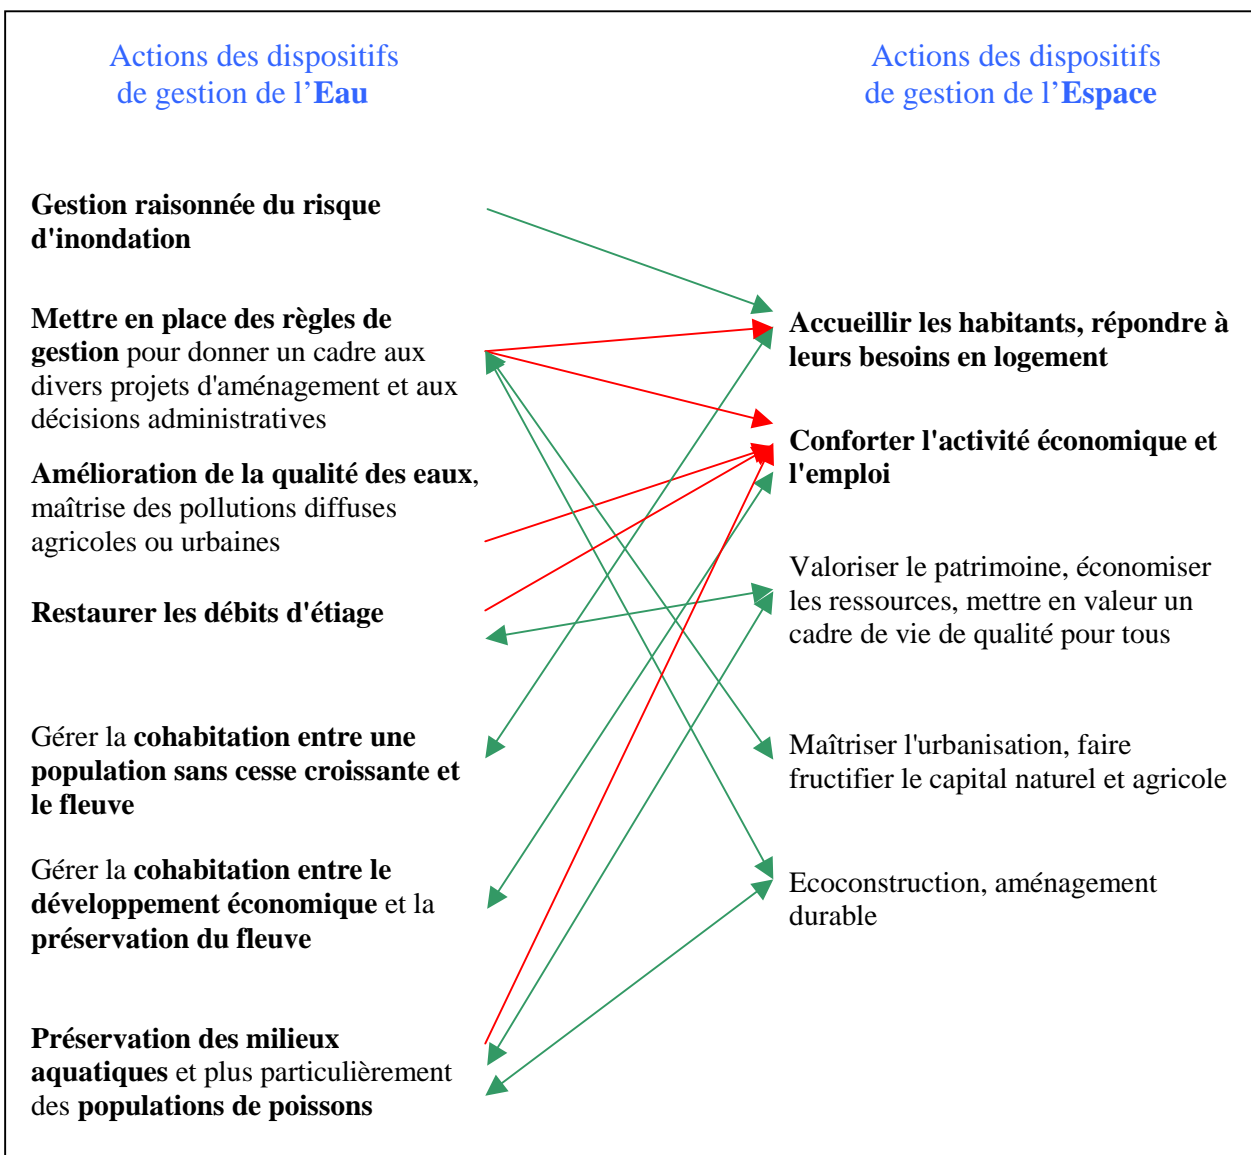 Actions des dispositifs
de gestion de l’Eau
Actions des dispositifs
de gestion de l’Espace
Gestion raisonnée du risque
d'inondation
Mettre en place des règles de
gestion pour donner un cadre aux
divers projets d'aménagement et aux
décisions administratives
Amélioration de la qualité des eaux,
maîtrise des pollutions diffuses
agricoles ou urbaines
Restaurer les débits d'étiage
Gérer la cohabitation entre une
population sans cesse croissante et
le fleuve
Gérer la cohabitation entre le
développement économique et la
préservation du fleuve
Préservation des milieux
aquatiques et plus particulièrement
des populations de poissons
Accueillir les habitants, répondre à
leurs besoins en logement
Conforter l'activité économique et
l'emploi
Valoriser le patrimoine, économiser
les ressources, mettre en valeur un
cadre de vie de qualité pour tous
Maîtriser l'urbanisation, faire
fructifier le capital naturel et agricole
Ecoconstruction, aménagement
durable